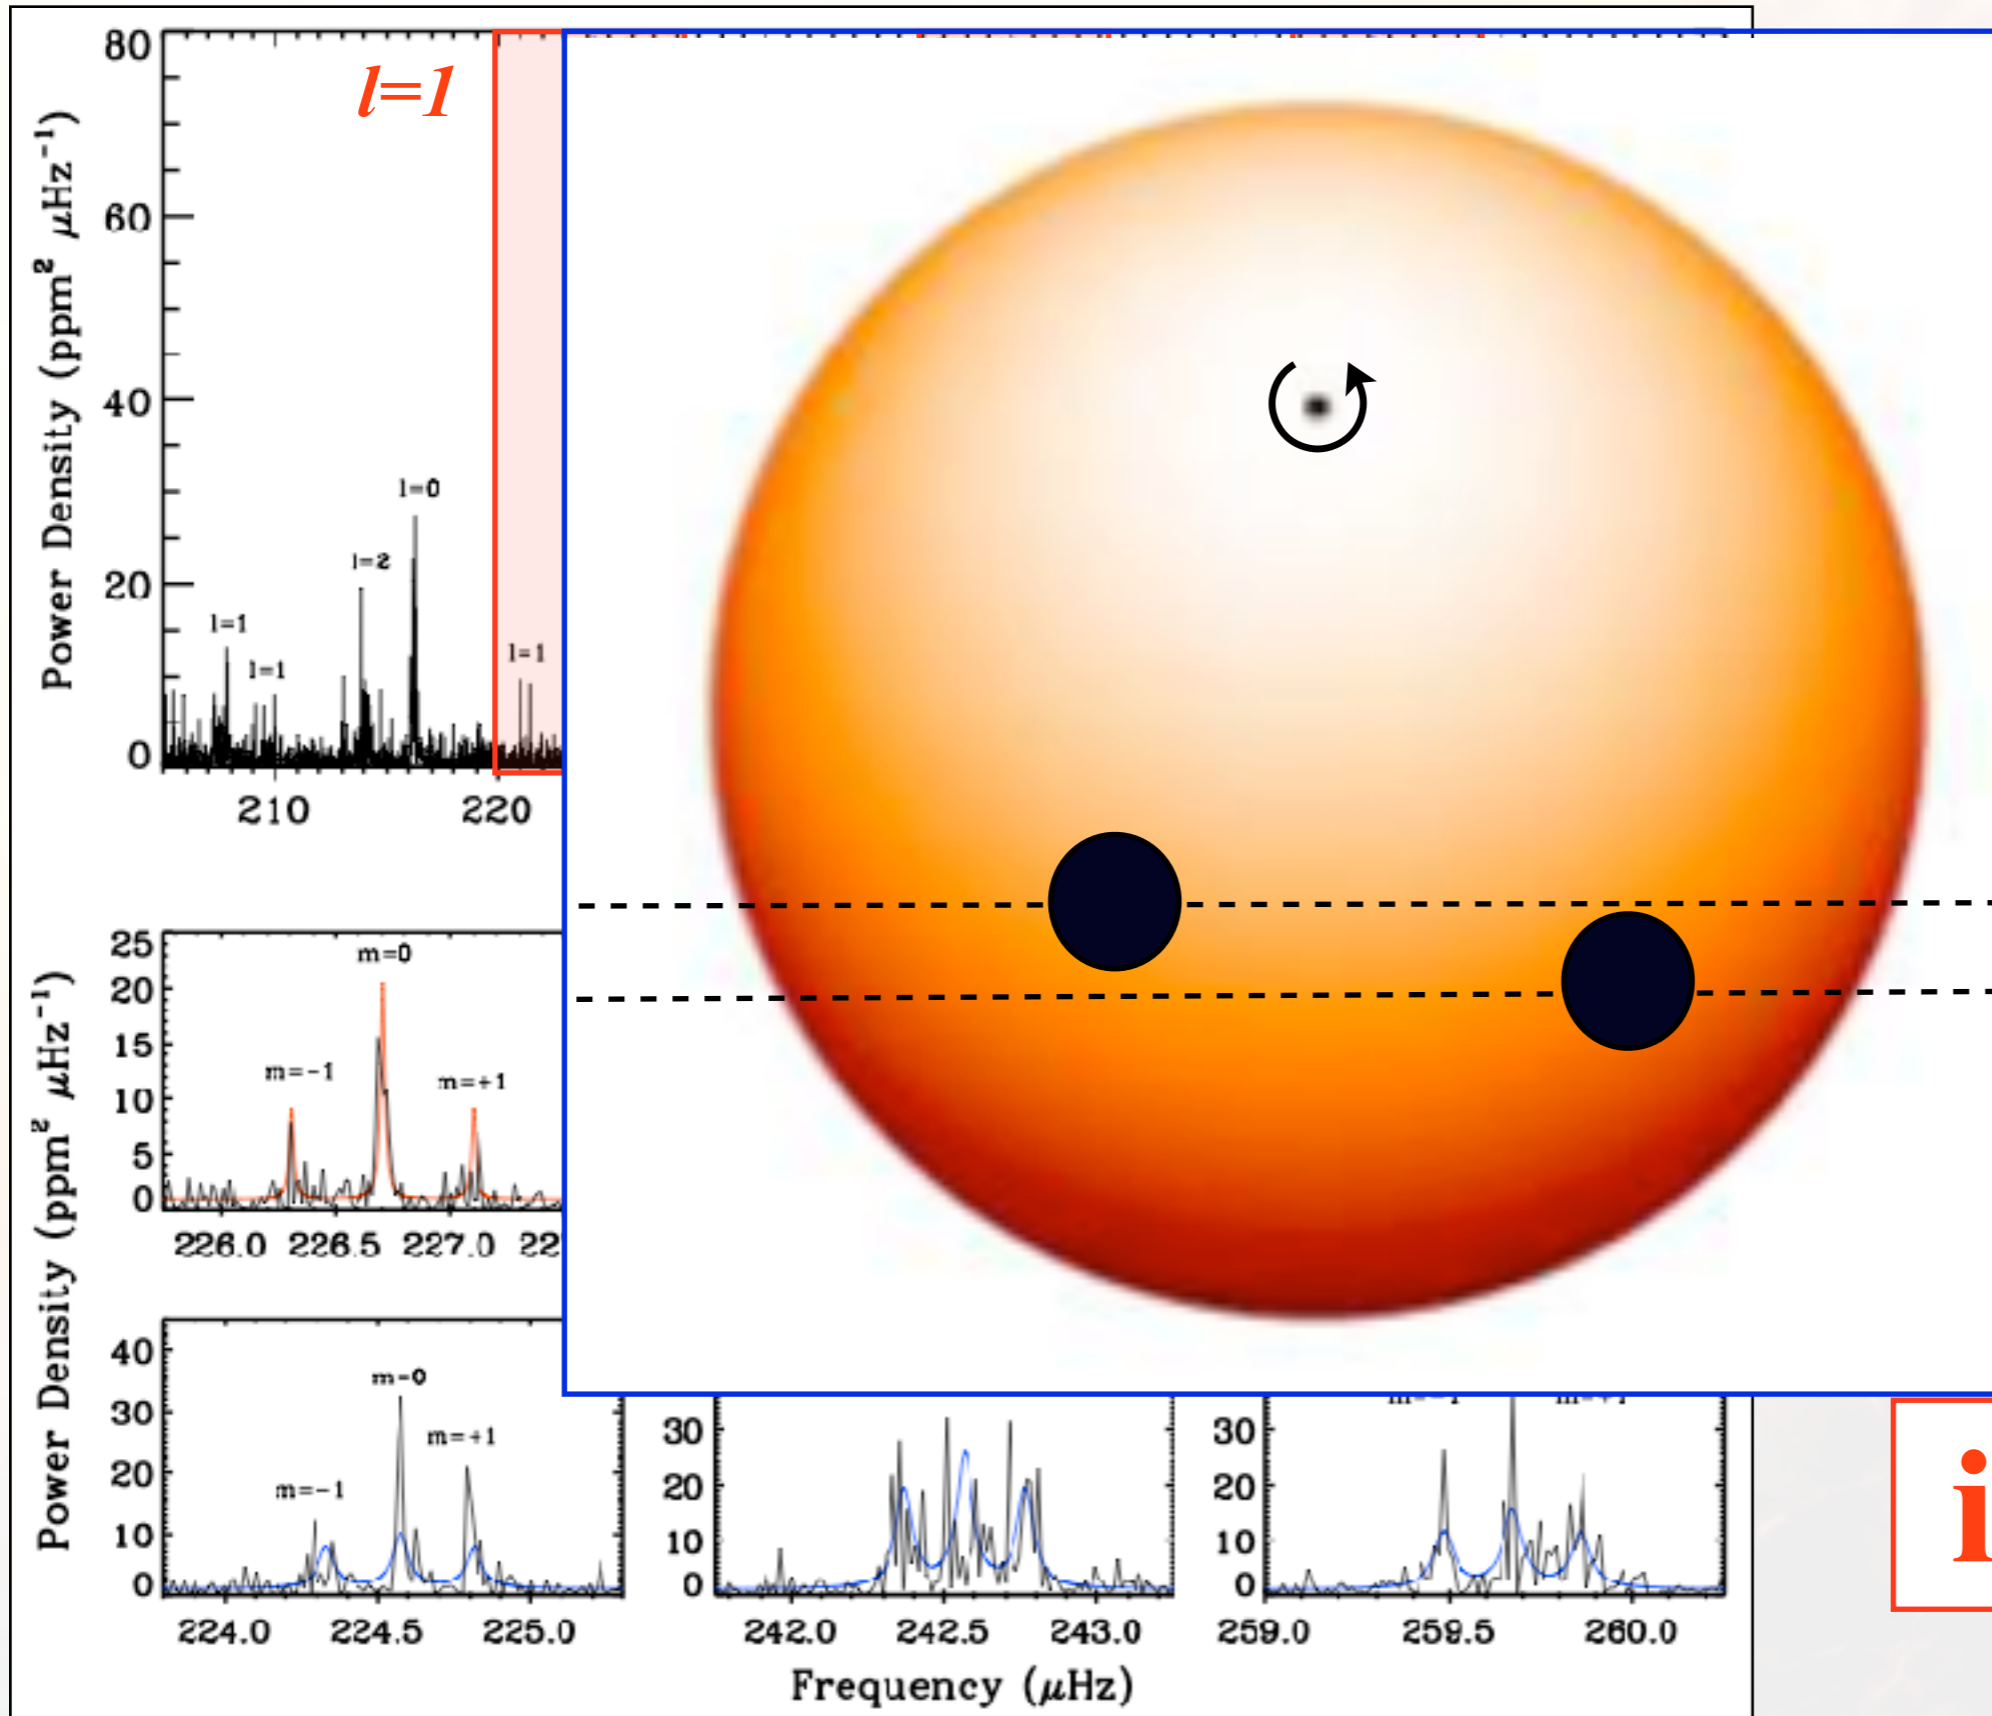 l=1
Power Density (ppm² μHz⁻¹)
80
60
40
20
0
l=1
l=1
l=2
l=0
l=1
210 220
Power Density (ppm² μHz⁻¹)
25
20
15
10
5
0
m=-1
m=0
m=+1
226.0 226.5 227.0
40
30
20
10
0
m=-1
m=0
m=+1
224.0 224.5 225.0
30
20
10
0
242.0 242.5 243.0
30
20
10
0
259.0 259.5 260.0
Frequency (μHz)
i